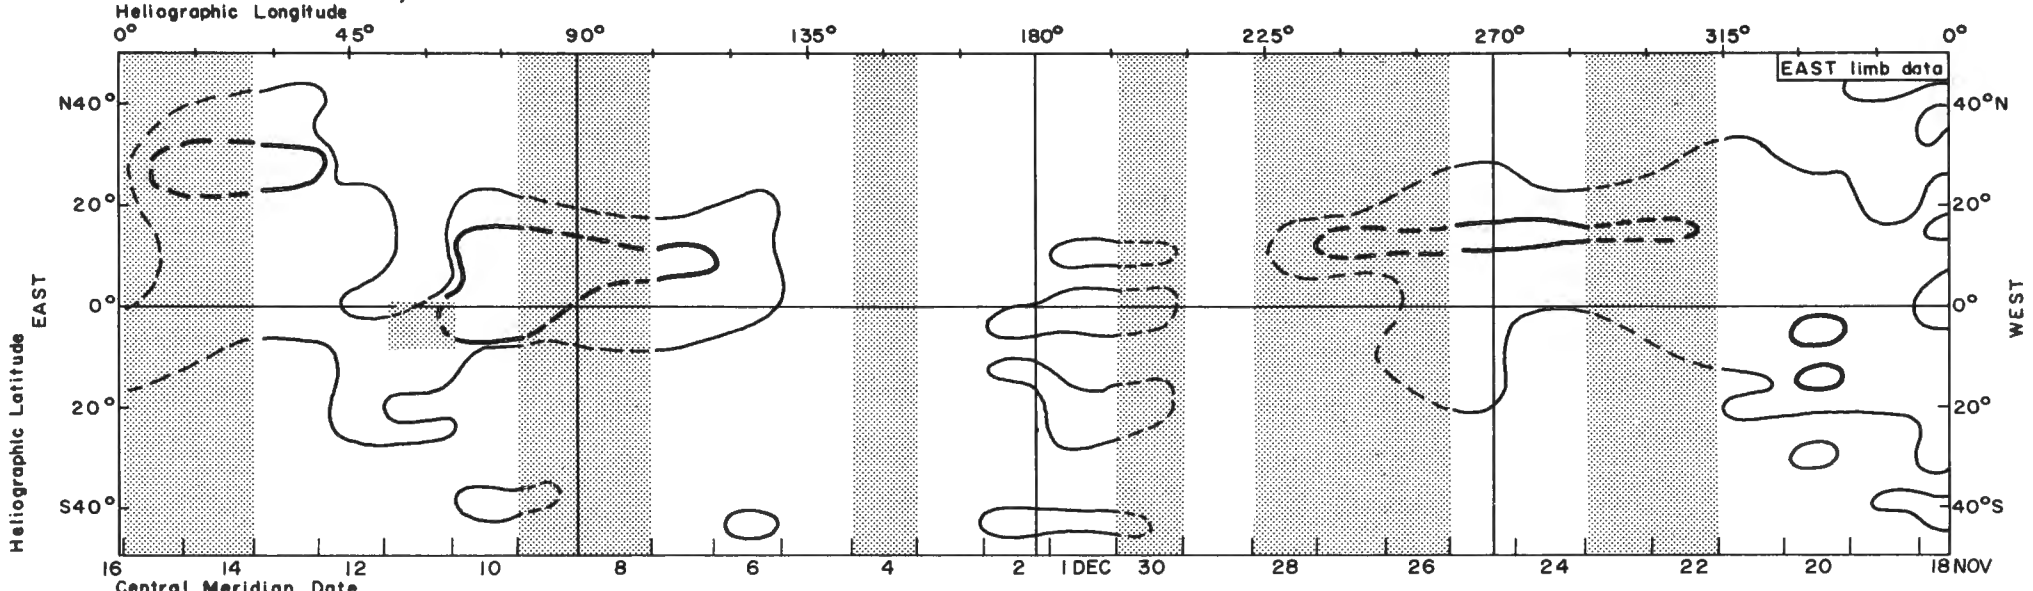 Heliographic Longitude
0° 45° 90° 135° 180° 225° 270° 315° 0°
EAST limb data
N40° 40°N
20° 20°
0° 0°
20° 20°
S40° 40°S
Heliographic Latitude
EAST
WEST
16 14 12 10 8 6 4 2 1 DEC 30 28 26 24 22 20 18 NOV
Central Meridian Date